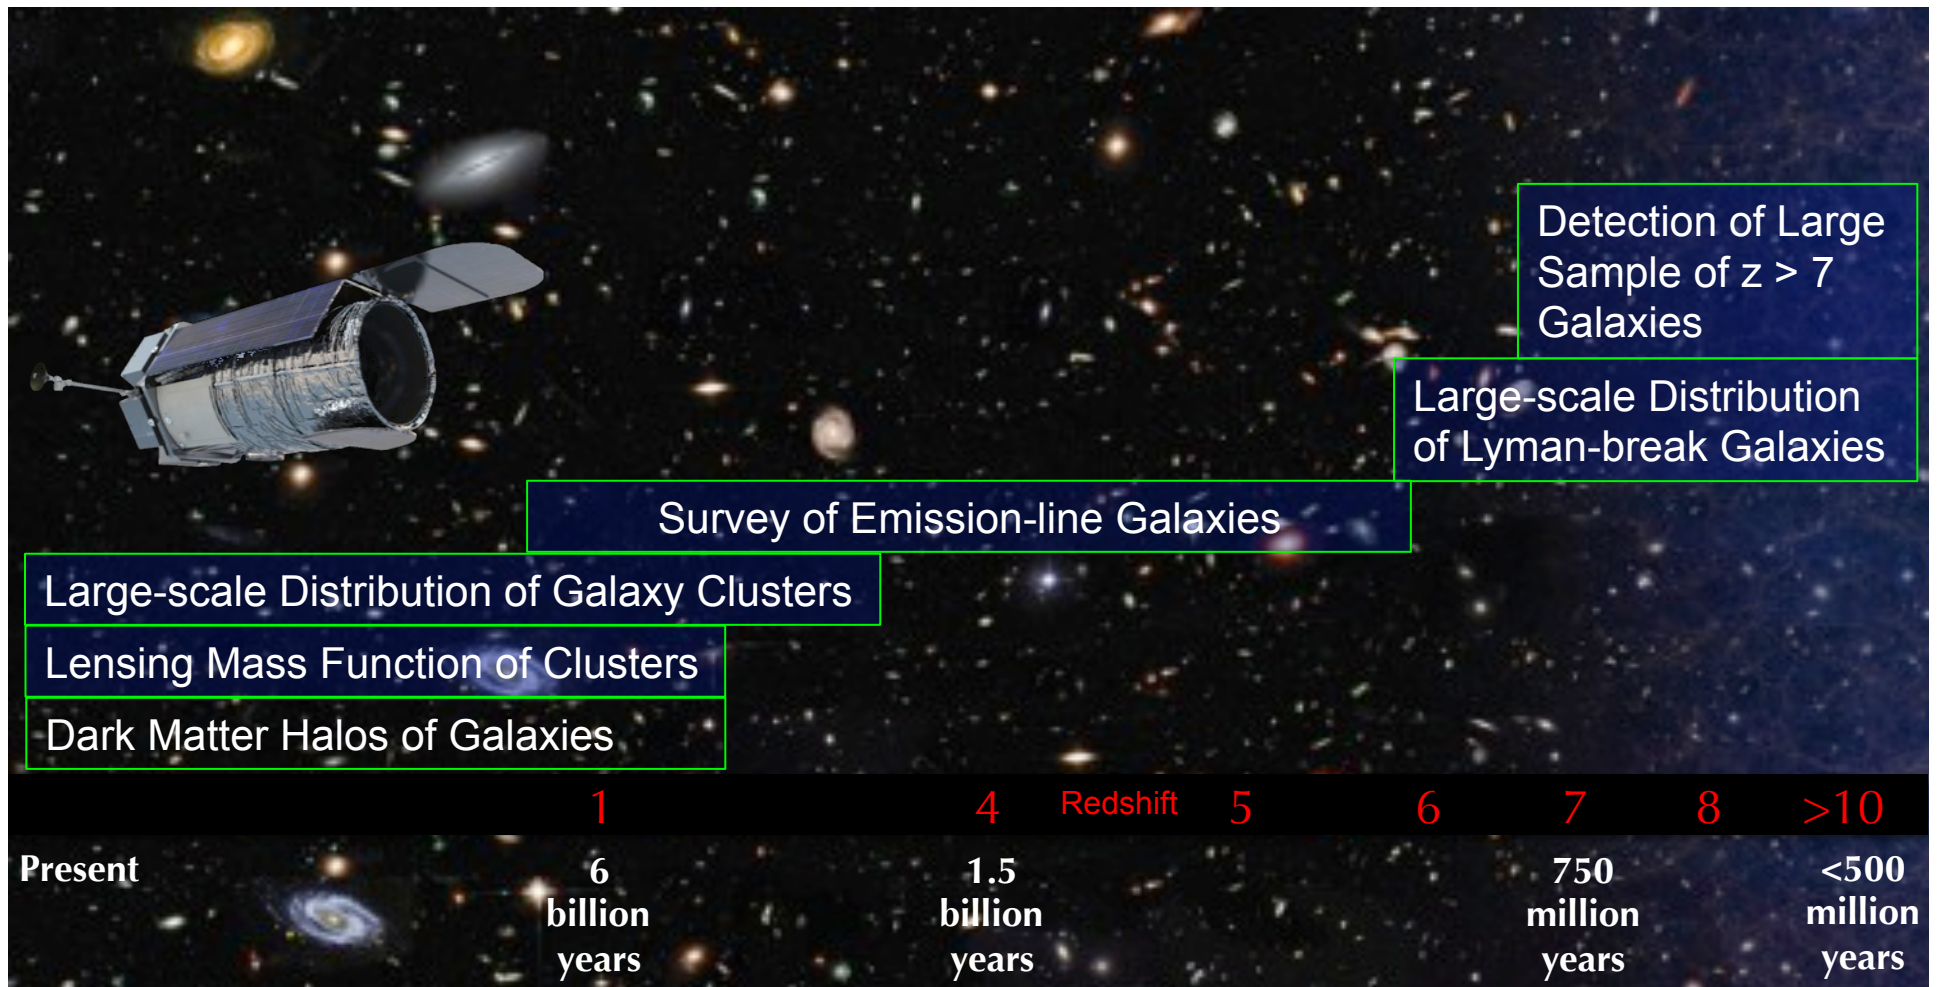 Detection of Large
Sample of z > 7
Galaxies
Large-scale Distribution
of Lyman-break Galaxies
Survey of Emission-line Galaxies
Large-scale Distribution of Galaxy Clusters
Lensing Mass Function of Clusters
Dark Matter Halos of Galaxies
1 4 Redshift 5 6 7 8 >10
Present
6
billion
years
1.5
billion
years
750
million
years
<500
million
years